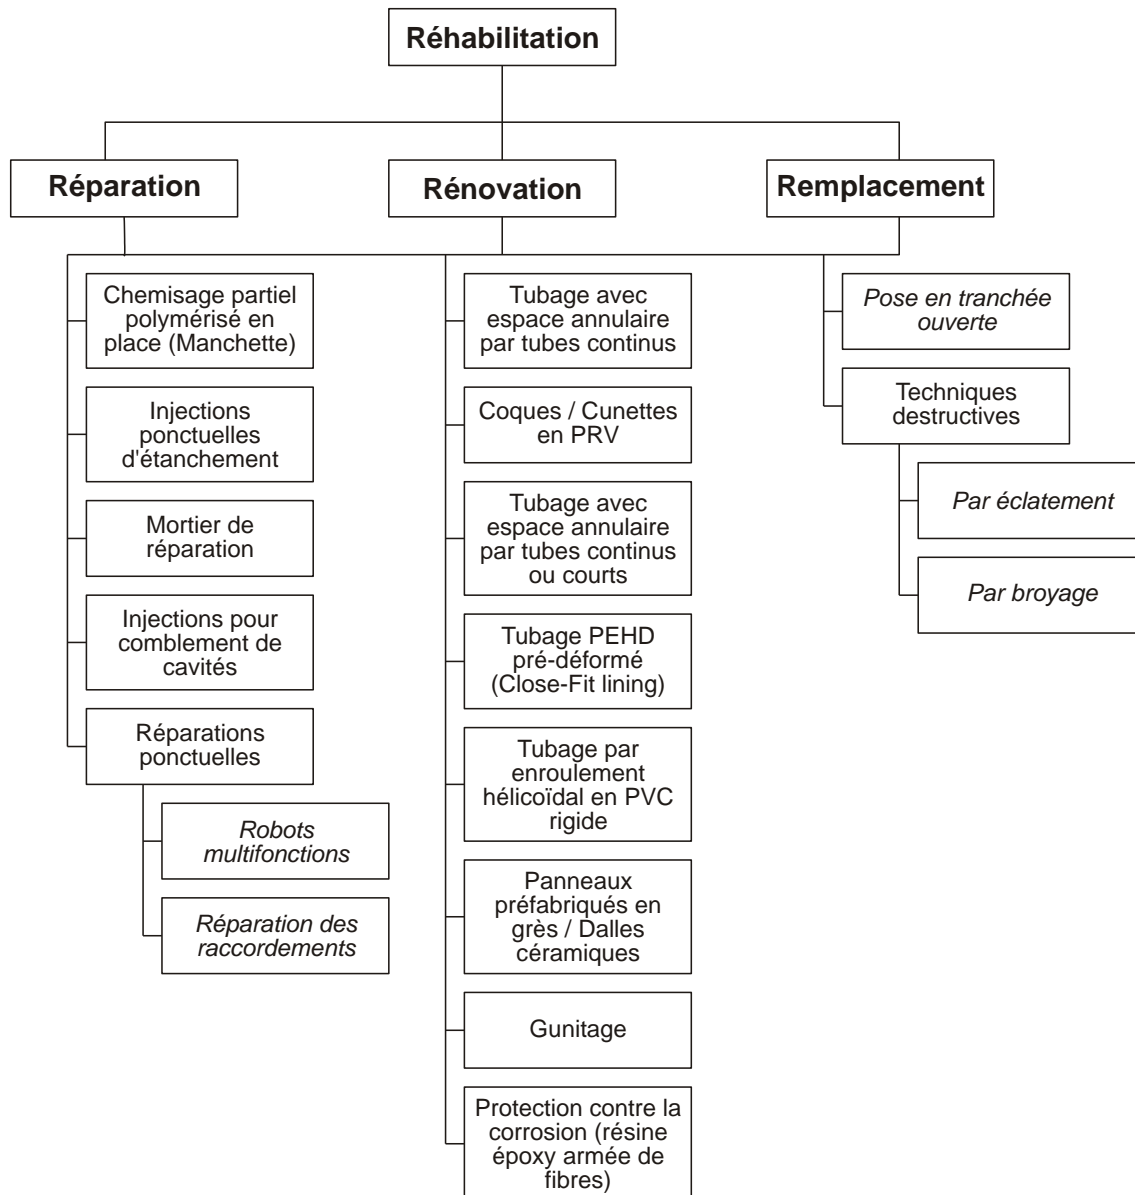 Réhabilitation
Réparation
Rénovation
Remplacement
Chemisage partiel
polymérisé en
place (Manchette)
Injections
ponctuelles
d'étanchement
Mortier de
réparation
Injections pour
comblement de
cavités
Réparations
ponctuelles
Robots
multifonctions
Réparation des
raccordements
Tubage avec
espace annulaire
par tubes continus
Coques / Cunettes
en PRV
Tubage avec
espace annulaire
par tubes continus
ou courts
Tubage PEHD
pré-déformé
(Close-Fit lining)
Tubage par
enroulement
hélicoïdal en PVC
rigide
Panneaux
préfabriqués en
grès / Dalles
céramiques
Gunitage
Protection contre la
corrosion (résine
époxy armée de
fibres)
Pose en tranchée
ouverte
Techniques
destructives
Par éclatement
Par broyage